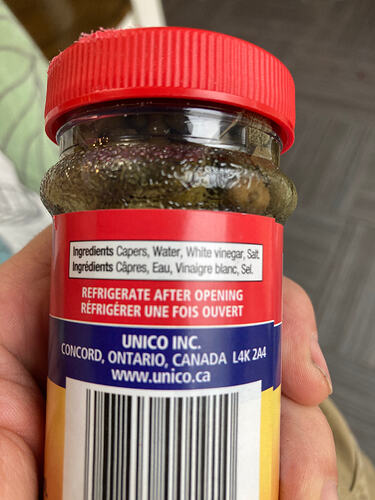 Ingredients Capers, Water, White vinegar, Salt.
Ingrédients Câpres, Eau, Vinaigre blanc, Sel.
REFRIGERATE AFTER OPENING
RÉFRIGÉRER UNE FOIS OUVERT
UNICO INC.
CONCORD, ONTARIO, CANADA L4K 2A4
www.unico.ca